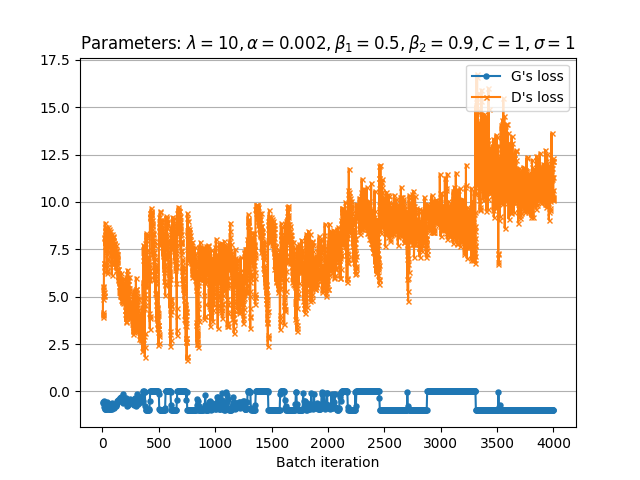 Parameters: λ = 10, α = 0.002, β₁ = 0.5, β₂ = 0.9, C = 1, σ = 1
G's loss
D's loss
17.5
15.0
12.5
10.0
7.5
5.0
2.5
0.0
0 500 1000 1500 2000 2500 3000 3500 4000
Batch iteration